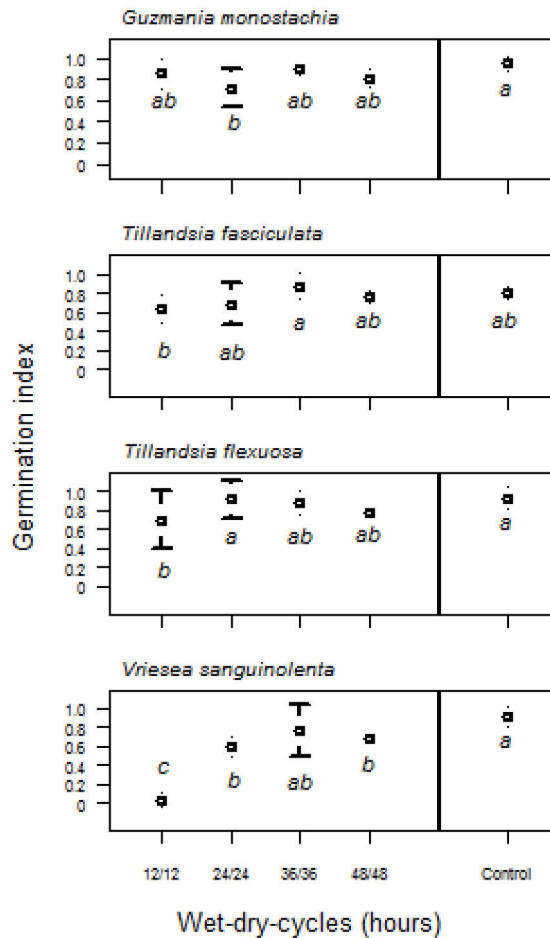 Guzmania monostachia
1.0
0.8
0.6
0.4
0.2
0
ab
b
ab
ab
a
Tillandsia fasciculata
1.0
0.8
0.6
0.4
0.2
0
b
ab
a
ab
ab
Tillandsia flexuosa
1.0
0.8
0.6
0.4
0.2
0
b
a
ab
ab
a
Vriesea sanguinolenta
1.0
0.8
0.6
0.4
0.2
0
c
b
ab
b
a
Germination index
12/12 24/24 36/36 48/48 Control
Wet-dry-cycles (hours)